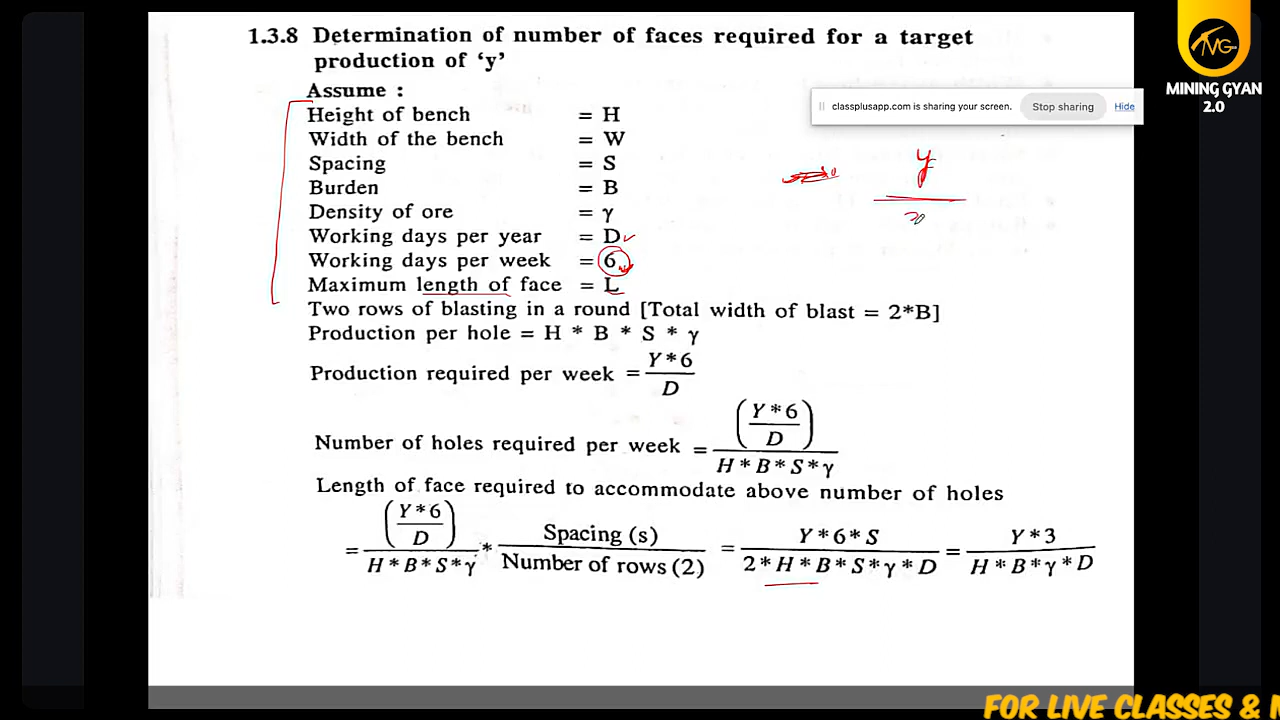 1.3.8 Determination of number of faces required for a target
production of ‘y’
Assume :
Height of bench = H
Width of the bench = W
Spacing = S
Burden = B
Density of ore = γ
Working days per year = D
Working days per week = 6
Maximum length of face = L
Two rows of blasting in a round [Total width of blast = 2*B]
Production per hole = H * B * S * γ
Production required per week = Y*6 / D
Number of holes required per week = (Y*6 / D) / H*B*S*γ
Length of face required to accommodate above number of holes
= (Y*6 / D) / H*B*S*γ * Spacing (s) / Number of rows (2) = Y*6*S / 2*H*B*S*γ*D = Y*3 / H*B*γ*D
classplusapp.com is sharing your screen. Stop sharing Hide
y
TMG
MINING GYAN
2.0
FOR LIVE CLASSES &